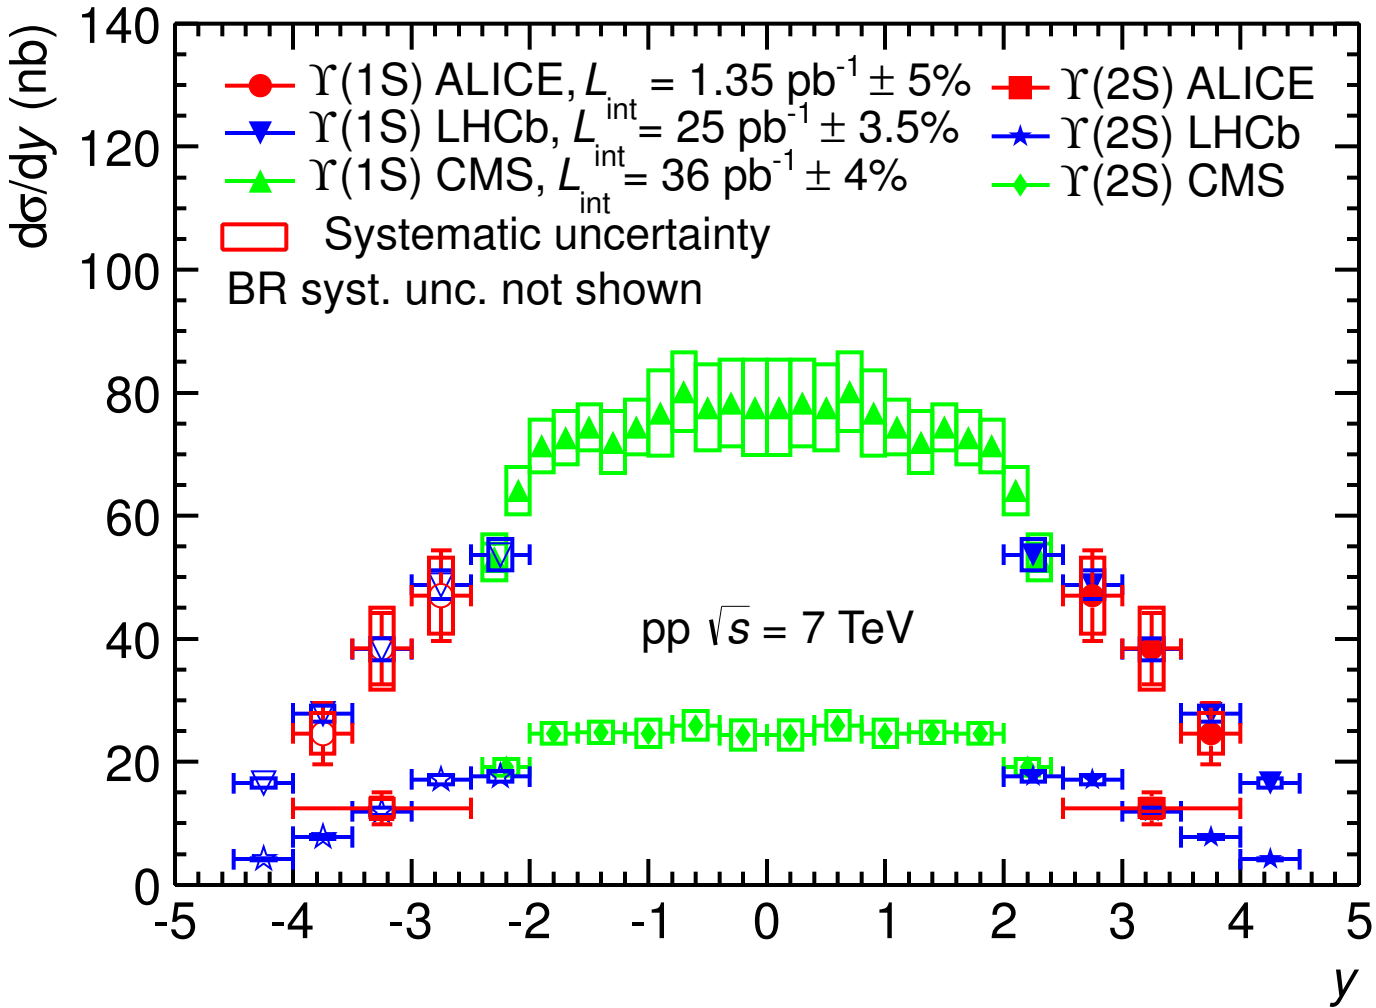 dσ/dy (nb)
140
120
100
80
60
40
20
0
ϒ(1S) ALICE, L_int = 1.35 pb⁻¹ ± 5%
ϒ(1S) LHCb, L_int = 25 pb⁻¹ ± 3.5%
ϒ(1S) CMS, L_int = 36 pb⁻¹ ± 4%
Systematic uncertainty
BR syst. unc. not shown
ϒ(2S) ALICE
ϒ(2S) LHCb
ϒ(2S) CMS
pp √s = 7 TeV
-5 -4 -3 -2 -1 0 1 2 3 4 5
y